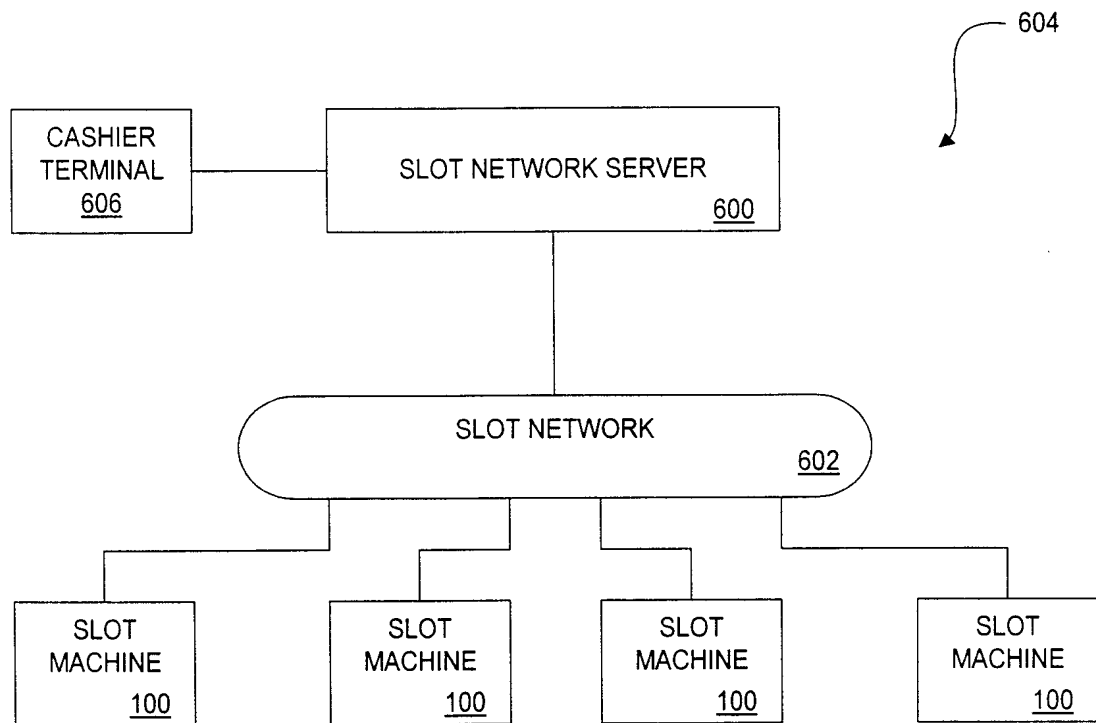 604
CASHIER
TERMINAL
606
SLOT NETWORK SERVER
600
SLOT NETWORK
602
SLOT
MACHINE
100
SLOT
MACHINE
100
SLOT
MACHINE
100
SLOT
MACHINE
100